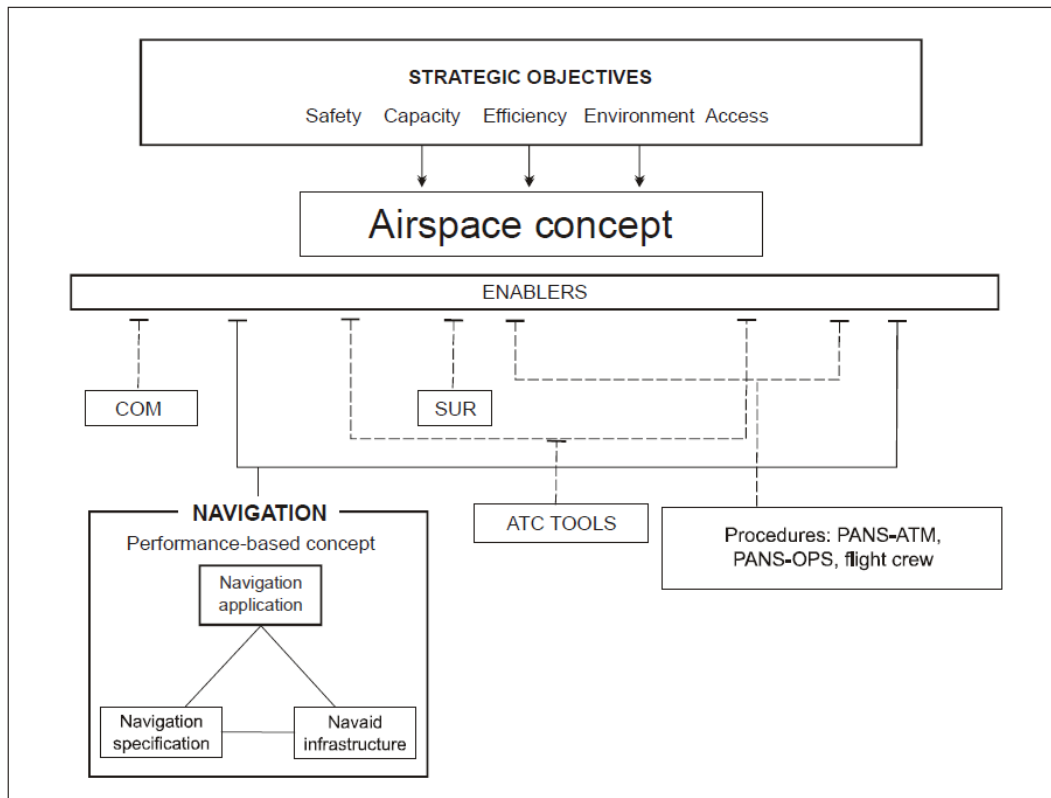 STRATEGIC OBJECTIVES
Safety Capacity Efficiency Environment Access
Airspace concept
ENABLERS
COM
SUR
NAVIGATION
Performance-based concept
Navigation
application
Navigation
specification
Navaid
infrastructure
ATC TOOLS
Procedures: PANS-ATM,
PANS-OPS, flight crew